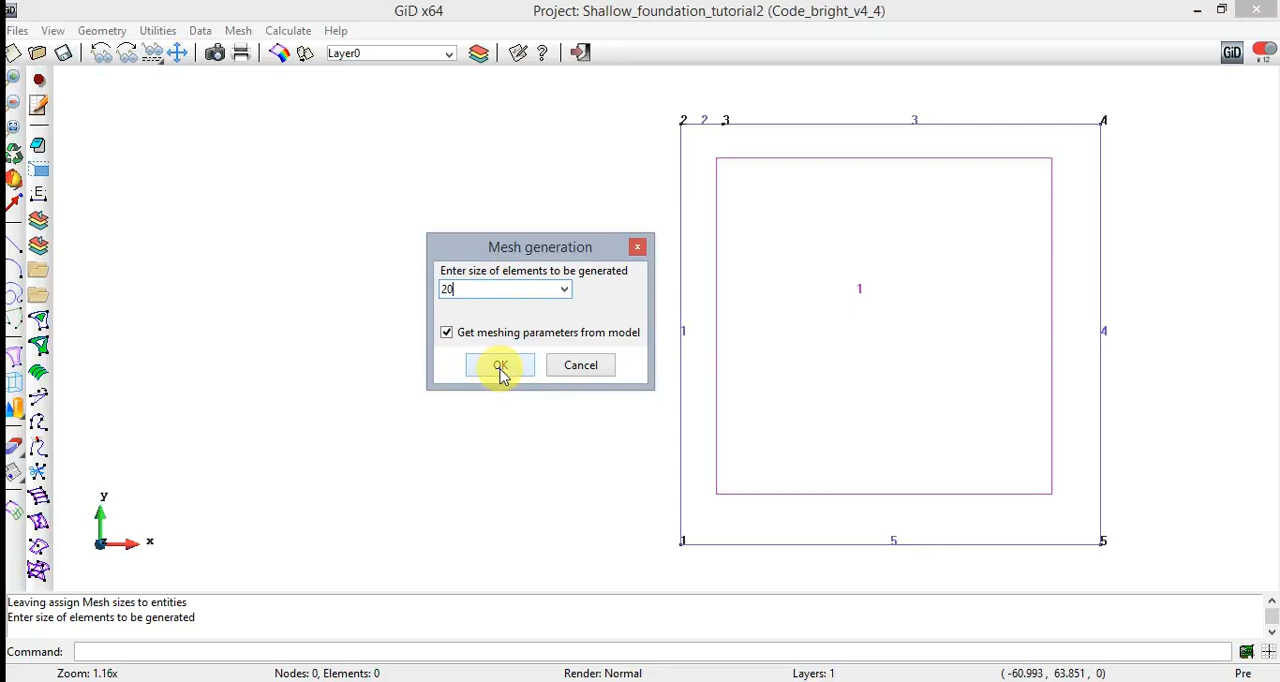 GiD
GiD x64
Project: Shallow_foundation_tutorial2 (Code_bright_v4_4)
Files View Geometry Utilities Data Mesh Calculate Help
Layer0
GiD
v 12
2 2 3 3 4
Mesh generation
x
Enter size of elements to be generated
20
1
1
4
Get meshing parameters from model
OK Cancel
y
z x
1 5 5
Leaving assign Mesh sizes to entities
Enter size of elements to be generated
Command:
Zoom: 1.16x Nodes: 0, Elements: 0 Render: Normal Layers: 1 ( -60.993 , 63.851 , 0) Pre